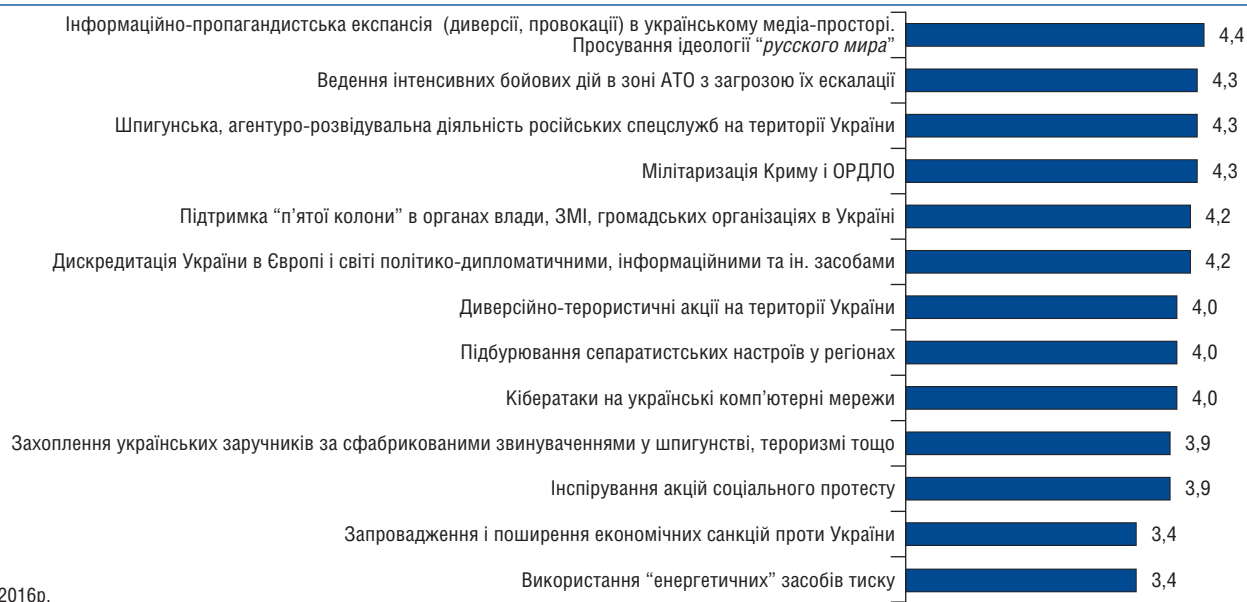 Інформаційно-пропагандистська експансія (диверсії, провокації) в українському медіа-просторі.
Просування ідеології “русского мира”
4,4
Ведення інтенсивних бойових дій в зоні АТО з загрозою їх ескалації
4,3
Шпигунська, агентуро-розвідувальна діяльність російських спецслужб на території України
4,3
Мілітаризація Криму і ОРДЛО
4,3
Підтримка “п’ятої колони” в органах влади, ЗМІ, громадських організаціях в Україні
4,2
Дискредитація України в Європі і світі політико-дипломатичними, інформаційними та ін. засобами
4,2
Диверсійно-терористичні акції на території України
4,0
Підбурювання сепаратистських настроїв у регіонах
4,0
Кібератаки на українські комп’ютерні мережи
4,0
Захоплення українських заручників за сфабрикованими звинуваченнями у шпигунстві, тероризмі тощо
3,9
Інспірування акцій соціального протесту
3,9
Запровадження і поширення економічних санкцій проти України
3,4
Використання “енергетичних” засобів тиску
3,4
2016р.